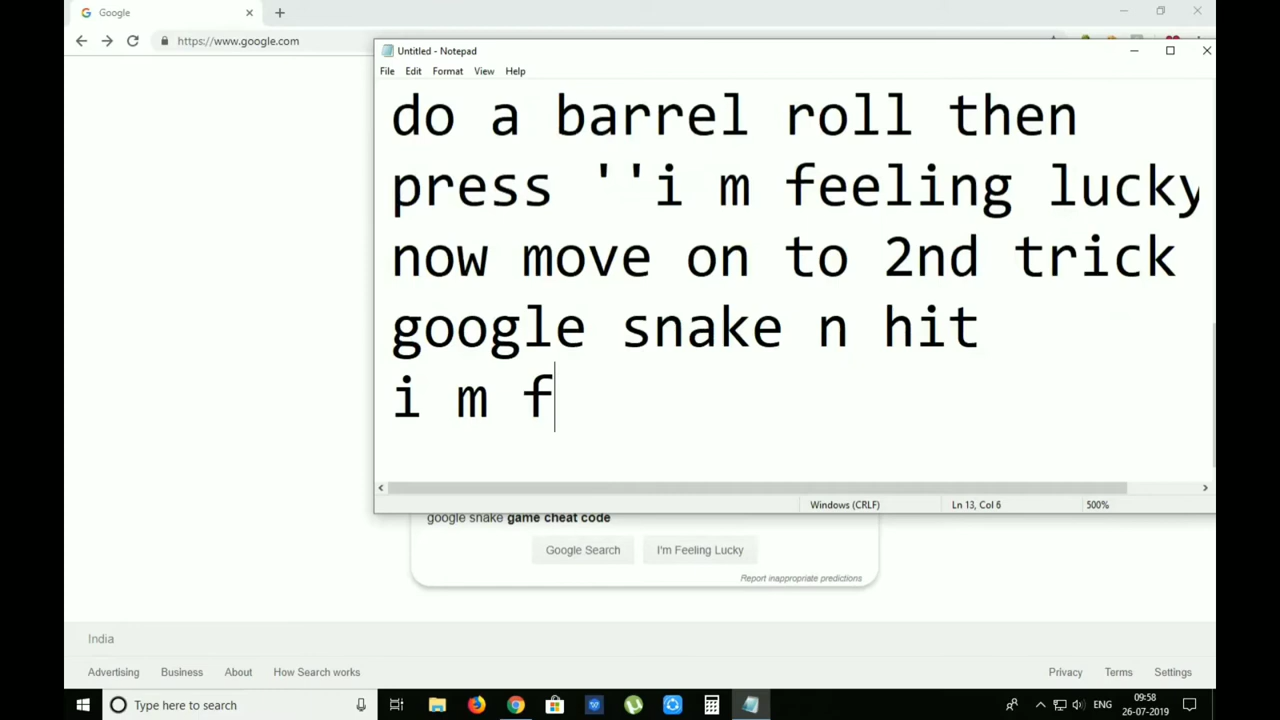 Google
https://www.google.com
Untitled - Notepad
File Edit Format View Help
do a barrel roll then
press ''i m feeling lucky
now move on to 2nd trick
google snake n hit
i m f
Windows (CRLF) Ln 13, Col 6 500%
google snake game cheat code
Google Search I'm Feeling Lucky
Report inappropriate predictions
India
Advertising Business About How Search works Privacy Terms Settings
Type here to search ENG 09:58
26-07-2019